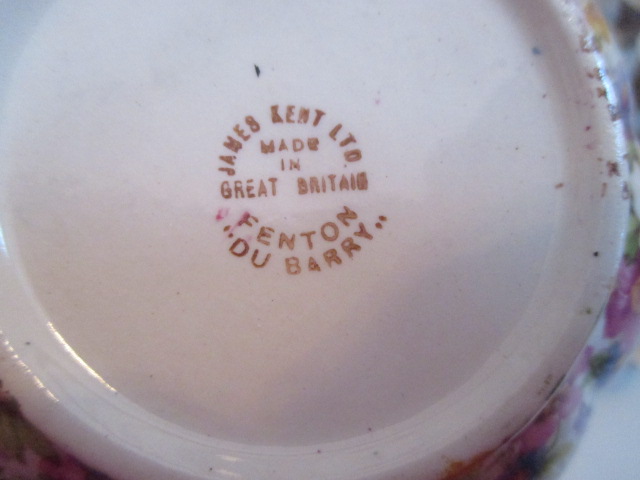 JAMES KENT LTD
MADE
IN
GREAT BRITAIN
FENTON
"DU BARRY"